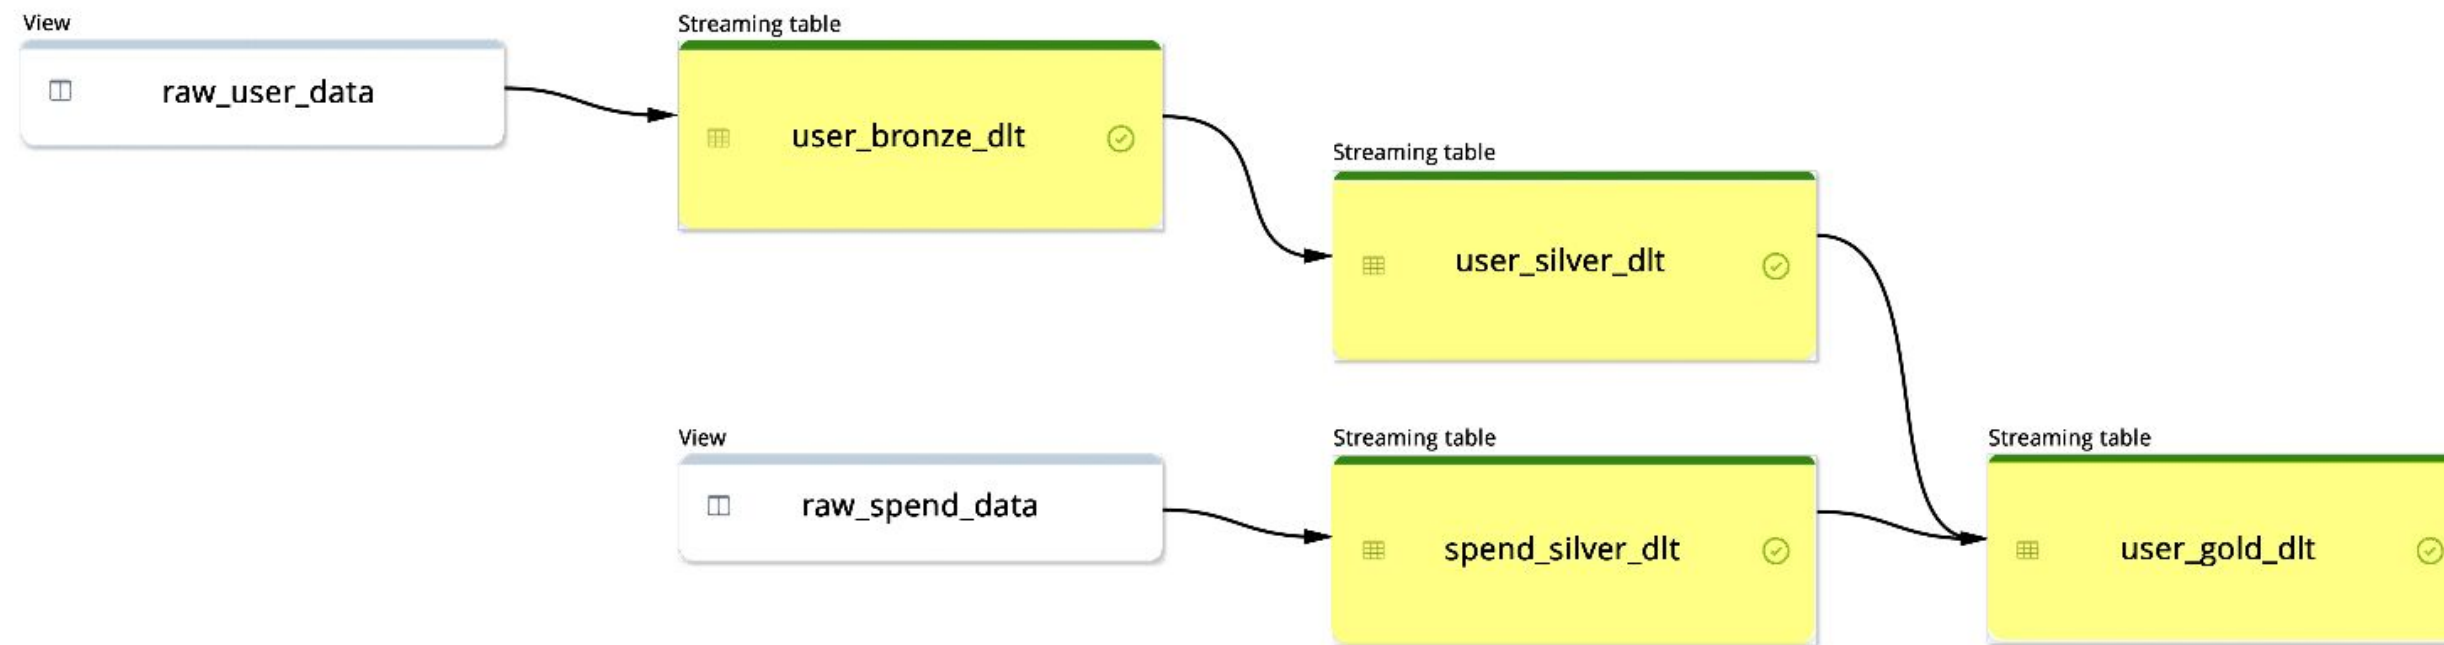 View
raw_user_data
Streaming table
user_bronze_dlt
Streaming table
user_silver_dlt
View
raw_spend_data
Streaming table
spend_silver_dlt
Streaming table
user_gold_dlt